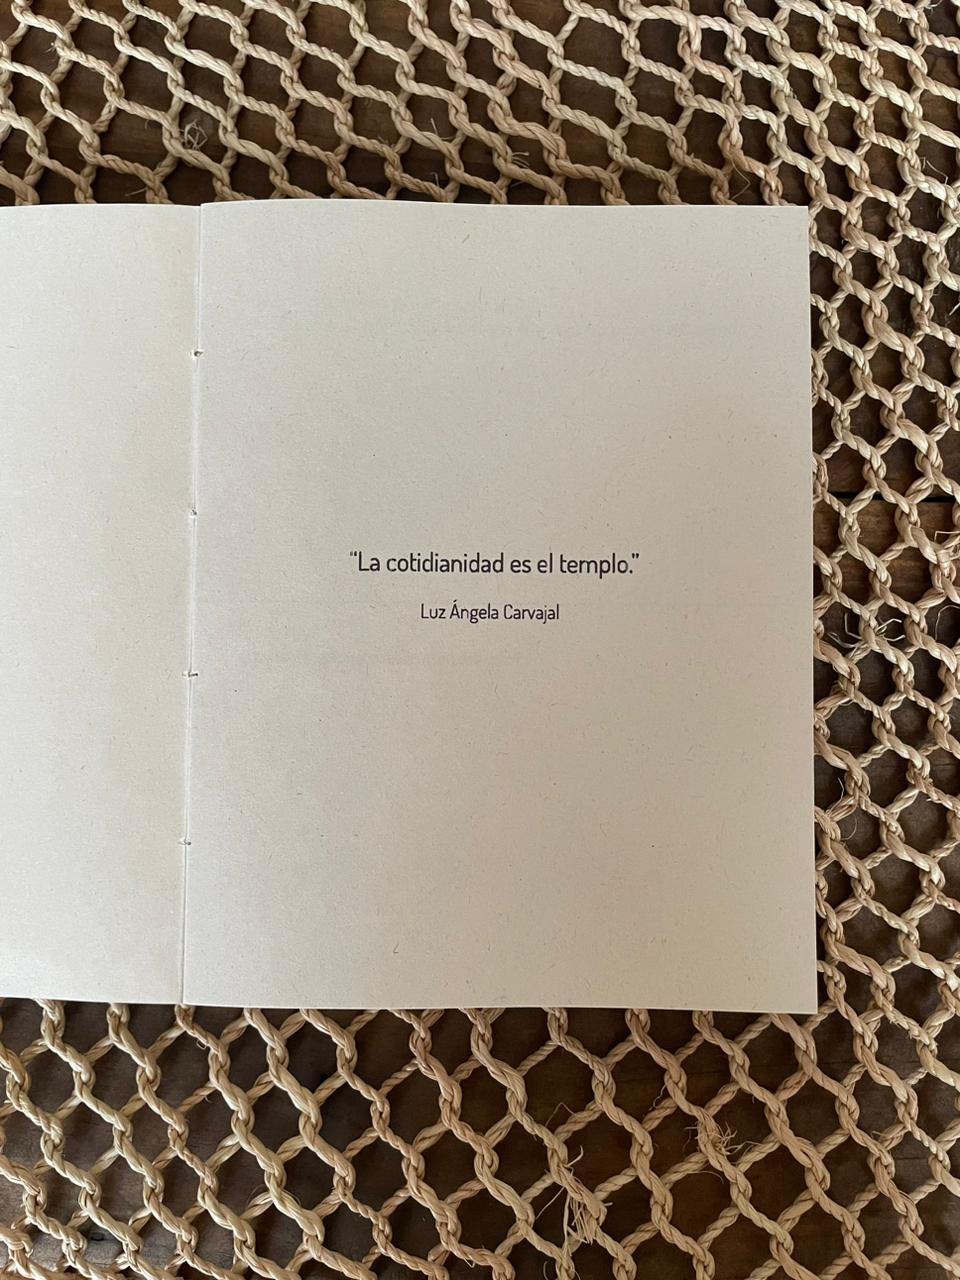 “La cotidianidad es el templo.”
Luz Ángela Carvajal